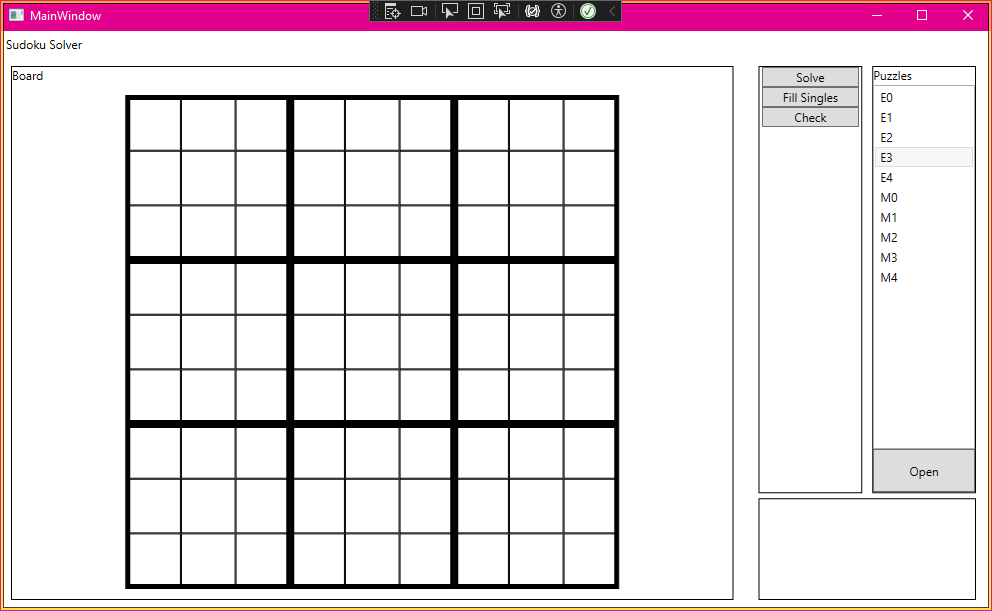 MainWindow
Sudoku Solver
Board
Solve
Fill Singles
Check
Puzzles
E0
E1
E2
E3
E4
M0
M1
M2
M3
M4
Open